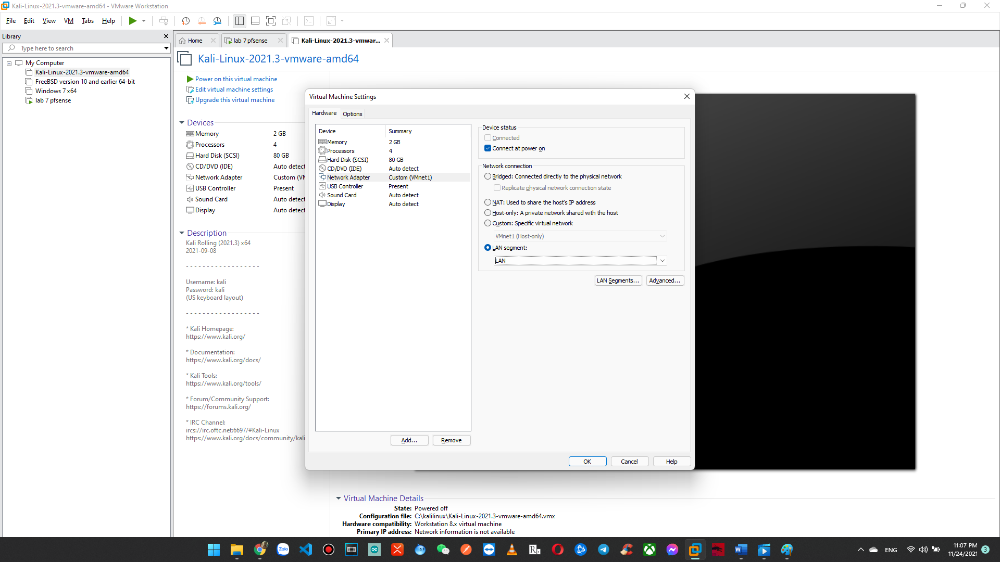 Kali-Linux-2021.3-vmware-amd64 - VMware Workstation
File Edit View VM Tabs Help
Library
Type here to search
My Computer
Kali-Linux-2021.3-vmware-amd64
FreeBSD version 10 and earlier 64-bit
Windows 7 x64
lab 7 pfsense
Home
lab 7 pfsense
Kali-Linux-2021.3-vmwar...
Kali-Linux-2021.3-vmware-amd64
Power on this virtual machine
Edit virtual machine settings
Upgrade this virtual machine
Devices
Memory 2 GB
Processors 4
Hard Disk (SCSI) 80 GB
CD/DVD (IDE) Auto detect
Network Adapter Custom (VM
USB Controller Present
Sound Card Auto detect
Display Auto detect
Description
Kali Rolling (2021.3) x64
2021-09-08
- - - - - - - - - - - - - - - - - -
Username: kali
Password: kali
(US keyboard layout)
- - - - - - - - - - - - - - - - - -
* Kali Homepage:
https://www.kali.org/
* Documentation:
https://www.kali.org/docs/
* Kali Tools:
https://www.kali.org/tools/
* Forum/Community Support:
https://forums.kali.org/
* IRC Channel:
ircs://irc.oftc.net:6697/#Kali-Linux
https://www.kali.org/docs/community/kali
Virtual Machine Settings
Hardware Options
Device Summary
Memory 2 GB
Processors 4
Hard Disk (SCSI) 80 GB
CD/DVD (IDE) Auto detect
Network Adapter Custom (VMnet1)
USB Controller Present
Sound Card Auto detect
Display Auto detect
Add... Remove
Device status
Connected
Connect at power on
Network connection
Bridged: Connected directly to the physical network
Replicate physical network connection state
NAT: Used to share the host's IP address
Host-only: A private network shared with the host
Custom: Specific virtual network
VMnet1 (Host-only)
LAN segment:
LAN
LAN Segments... Advanced...
OK Cancel Help
Virtual Machine Details
State: Powered off
Configuration file: C:\kalilinux\Kali-Linux-2021.3-vmware-amd64.vmx
Hardware compatibility: Workstation 8.x virtual machine
Primary IP address: Network information is not available
Zalo
ENG
11:07 PM
11/24/2021
3